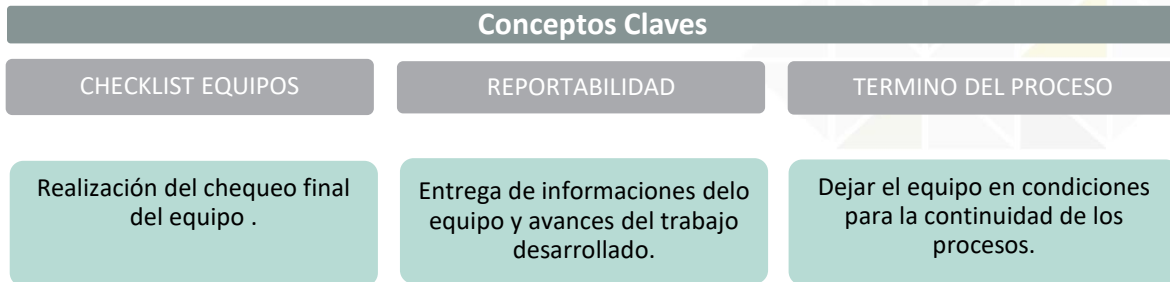 Conceptos Claves
CHECKLIST EQUIPOS
REPORTABILIDAD
TERMINO DEL PROCESO
Realización del chequeo final
del equipo .
Entrega de informaciones delo
equipo y avances del trabajo
desarrollado.
Dejar el equipo en condiciones
para la continuidad de los
procesos.